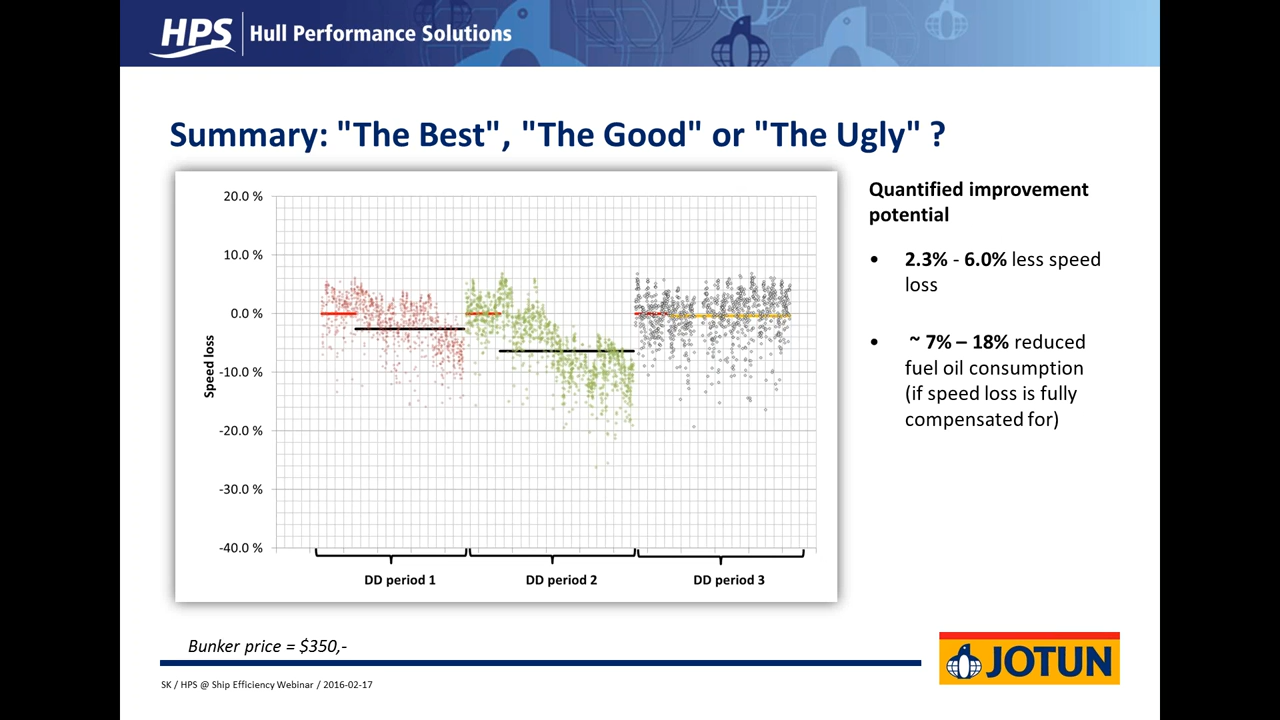 HPS Hull Performance Solutions
Summary: "The Best", "The Good" or "The Ugly" ?
20.0 %
10.0 %
0.0 %
-10.0 %
-20.0 %
-30.0 %
-40.0 %
Speed loss
DD period 1 DD period 2 DD period 3
Quantified improvement
potential
• 2.3% - 6.0% less speed
loss
• ~ 7% – 18% reduced
fuel oil consumption
(if speed loss is fully
compensated for)
Bunker price = $350,-
SK / HPS @ Ship Efficiency Webinar / 2016-02-17
JOTUN